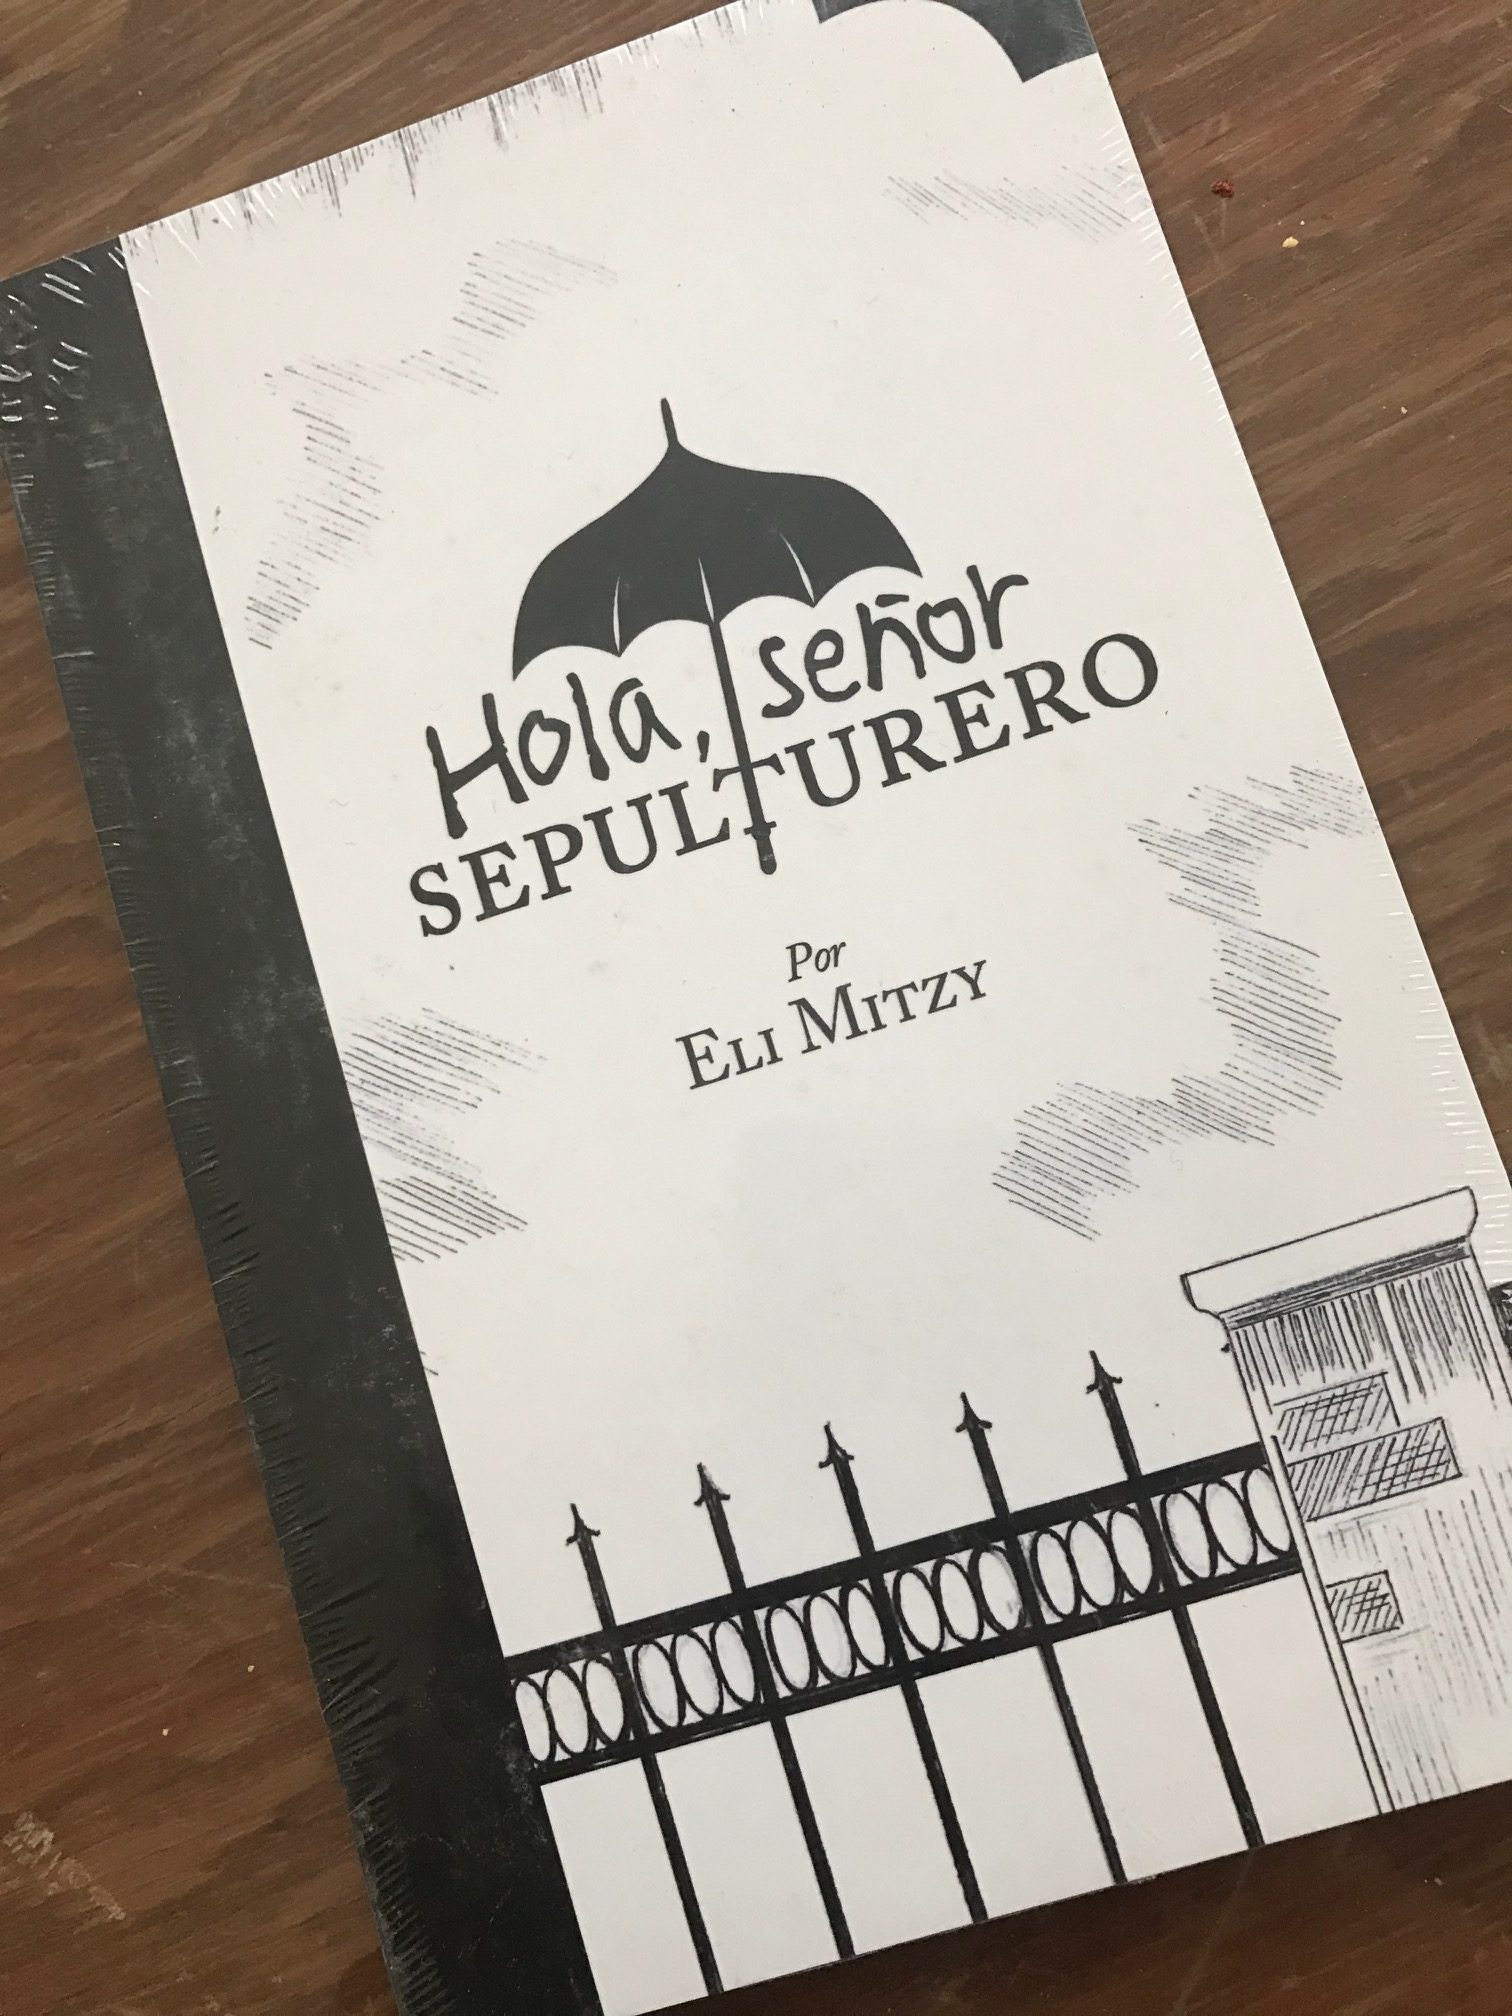 Hola, señor
SEPULTURERO
Por
ELI MITZY